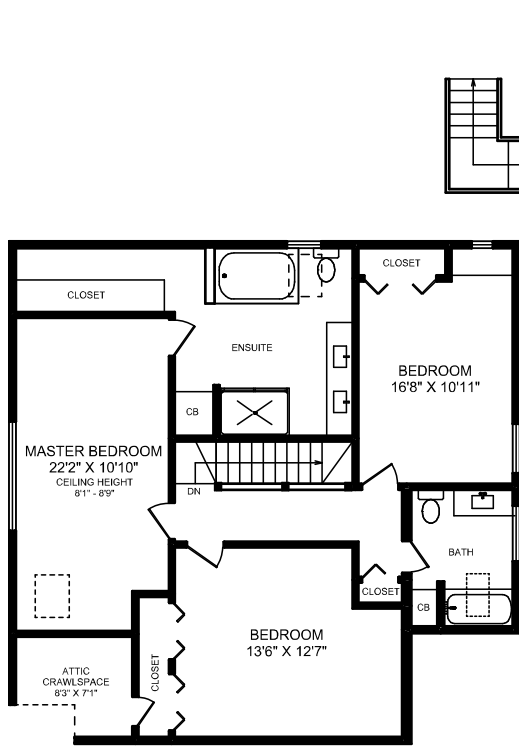 CLOSET
CLOSET
ENSUITE
BEDROOM
16'8" X 10'11"
CB
MASTER BEDROOM
22'2" X 10'10"
CEILING HEIGHT
8'1" - 8'9"
DN
BATH
CLOSET
CB
BEDROOM
13'6" X 12'7"
CLOSET
ATTIC
CRAWLSPACE
8'3" X 7'1"